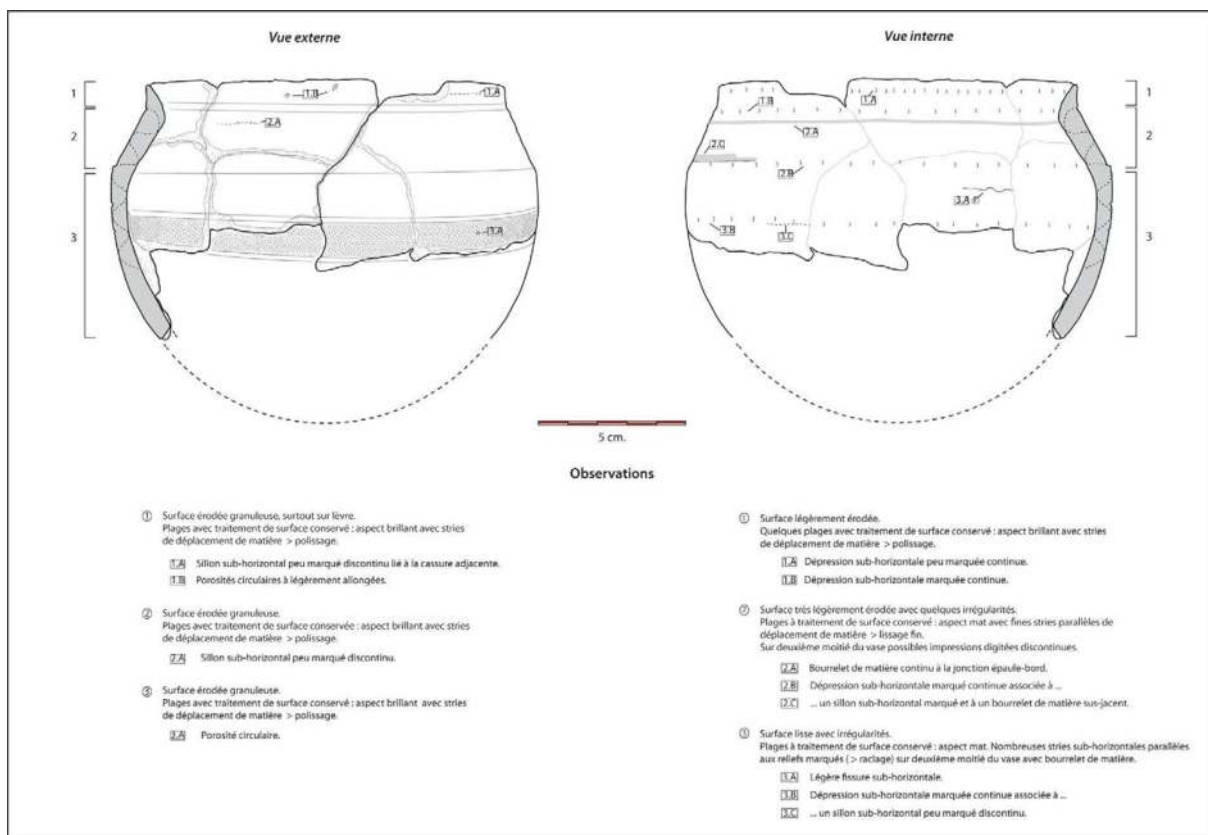 Vue externe
Vue interne
1
2
3
1.B
1.A
2.A
3.A
1.B
1.A
2.A
2.C
2.B
3.A
3.B
3.C
1
2
3
5 cm.
Observations
① Surface érodée granuleuse, surtout sur lèvre.
Plages avec traitement de surface conservé : aspect brillant avec stries
de déplacement de matière > polissage.
1.A Sillon sub-horizontal peu marqué discontinu lié à la cassure adjacente.
1.B Porosités circulaires à légèrement allongées.
② Surface érodée granuleuse.
Plages avec traitement de surface conservée : aspect brillant avec stries
de déplacement de matière > polissage.
2.A Sillon sub-horizontal peu marqué discontinu.
③ Surface érodée granuleuse.
Plages avec traitement de surface conservé : aspect brillant avec stries
de déplacement de matière > polissage.
3.A Porosité circulaire.
① Surface légèrement érodée.
Quelques plages avec traitement de surface conservé : aspect brillant avec stries
de déplacement de matière > polissage.
1.A Dépression sub-horizontale peu marquée continue.
1.B Dépression sub-horizontale marquée continue.
② Surface très légèrement érodée avec quelques irrégularités.
Plages à traitement de surface conservé : aspect mat avec fines stries parallèles de
déplacement de matière > lissage fin.
Sur deuxième moitié du vase possibles impressions digitées discontinues.
2.A Bourrelet de matière continu à la jonction épaule-bord.
2.B Dépression sub-horizontale marqué continue associée à ...
2.C ... un sillon sub-horizontal marqué et à un bourrelet de matière sus-jacent.
③ Surface lisse avec irrégularités.
Plages à traitement de surface conservé : aspect mat. Nombreuses stries sub-horizontales parallèles
aux reliefs marqués ( > raclage) sur deuxième moitié du vase avec bourrelet de matière.
3.A Légère fissure sub-horizontale.
3.B Dépression sub-horizontale marquée continue associée à ...
3.C ... un sillon sub-horizontal peu marqué discontinu.